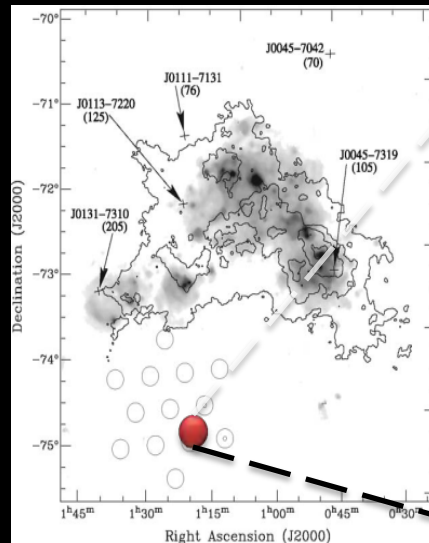 -70°
J0045-7042
(70)
J0111-7131
(76)
-71°
J0113-7220
(125)
J0045-7319
(105)
-72°
J0131-7310
(205)
-73°
-74°
-75°
1ʰ45ᵐ 1ʰ30ᵐ 1ʰ15ᵐ 1ʰ00ᵐ 0ʰ45ᵐ 0ʰ30ᵐ
Right Ascension (J2000)
Declination (J2000)